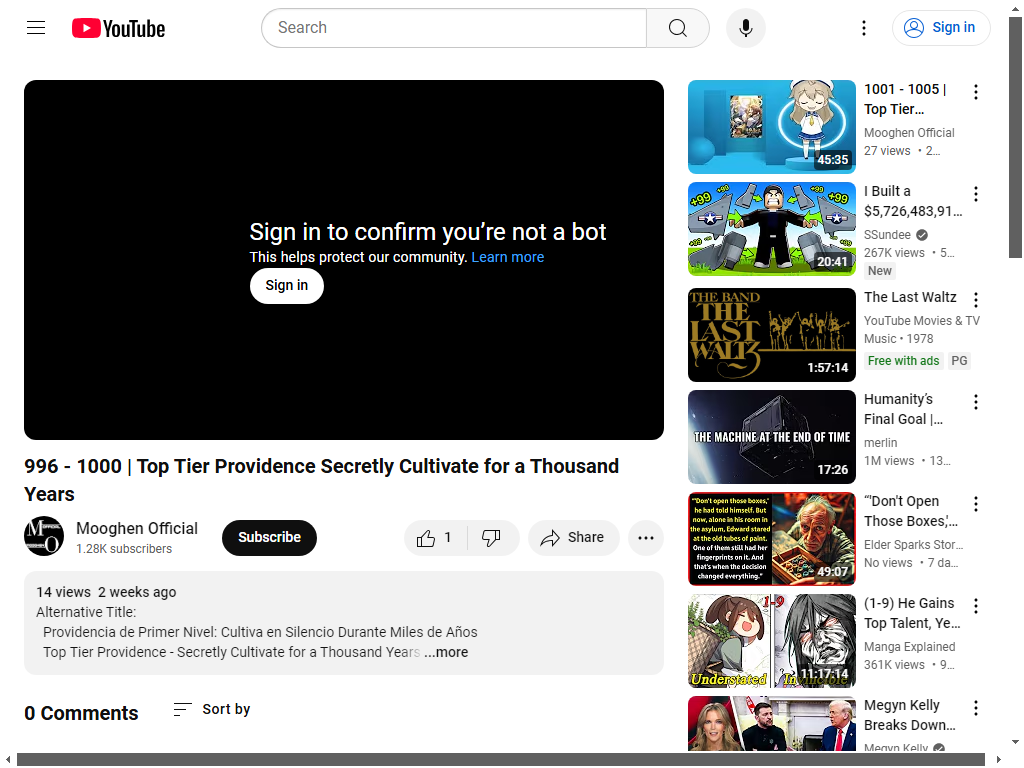 YouTube
Search
Sign in
Sign in to confirm you're not a bot
This helps protect our community. Learn more
Sign in
996 - 1000 | Top Tier Providence Secretly Cultivate for a Thousand
Years
Mooghen Official
1.28K subscribers
Subscribe
1
Share
14 views 2 weeks ago
Alternative Title:
Providencia de Primer Nivel: Cultiva en Silencio Durante Miles de Años
Top Tier Providence - Secretly Cultivate for a Thousand Years ...more
0 Comments
Sort by
45:35
1001 - 1005 |
Top Tier...
Mooghen Official
27 views • 2...
+99
+99
+99
+99
20:41
I Built a
$5,726,483,91...
SSundee
267K views • 5...
New
THE BAND
THE
LAST
WALTZ
1:57:14
The Last Waltz
YouTube Movies & TV
Music • 1978
Free with ads PG
THE MACHINE AT THE END OF TIME
17:26
Humanity's
Final Goal |...
merlin
1M views • 13...
"Don't open those boxes,"
he had told himself. But
now, alone in his room in
the asylum, Edward stared
at the old tubes of paint.
One of them still had her
fingerprints on it. And
that's when the decision
changed everything."
49:07
"'Don't Open
Those Boxes,'...
Elder Sparks Stor...
No views • 7 da...
1-9
Understated
Invincible
11:17:14
(1-9) He Gains
Top Talent, Ye...
Manga Explained
361K views • 9...
Megyn Kelly
Breaks Down...
Megyn Kelly